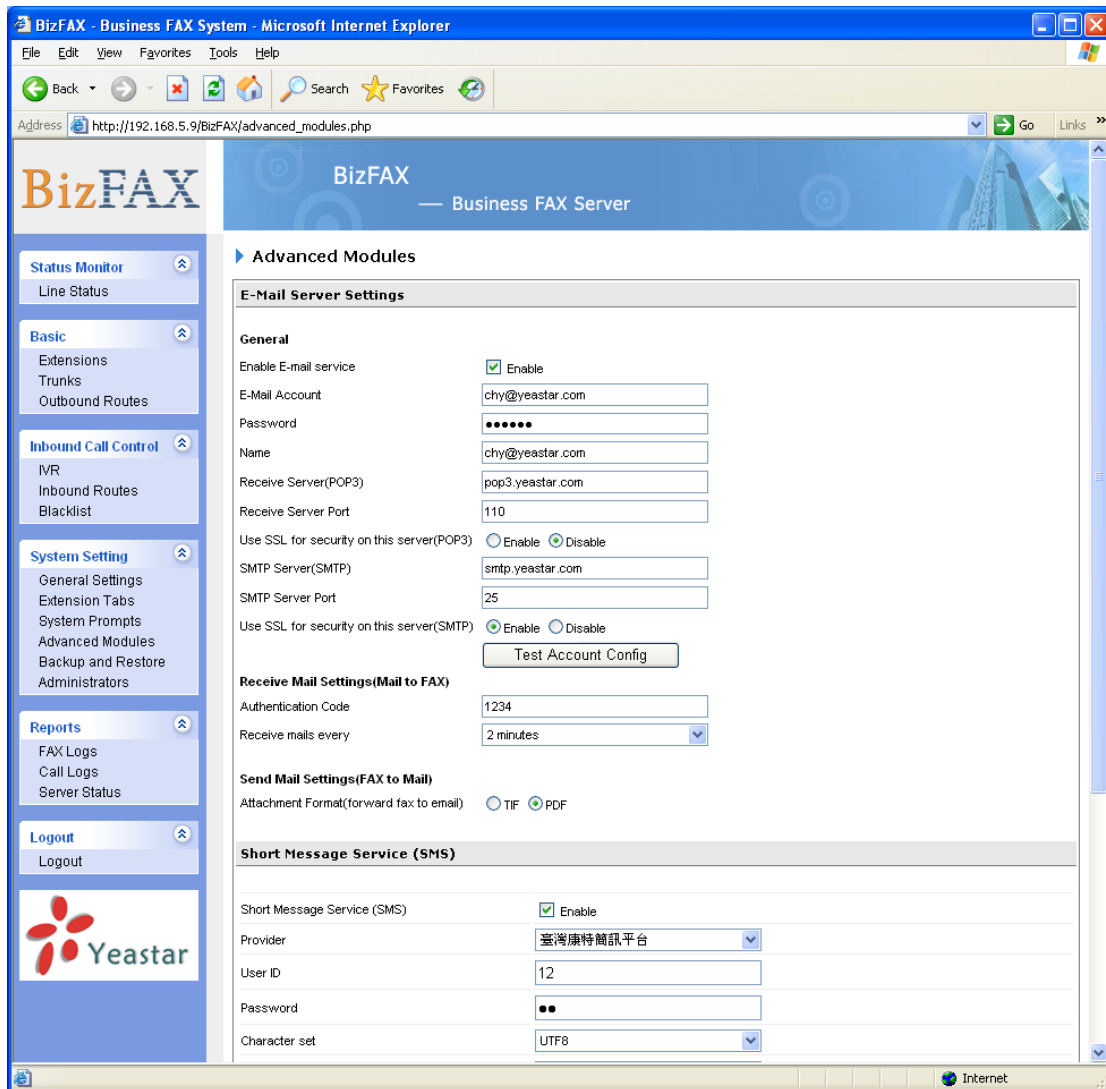 BizFAX - Business FAX System - Microsoft Internet Explorer
File Edit View Favorites Tools Help
Back Search Favorites
Address http://192.168.5.9/BizFAX/advanced_modules.php Go Links »
BizFAX
BizFAX
— Business FAX Server
Status Monitor
Line Status
Basic
Extensions
Trunks
Outbound Routes
Inbound Call Control
IVR
Inbound Routes
Blacklist
System Setting
General Settings
Extension Tabs
System Prompts
Advanced Modules
Backup and Restore
Administrators
Reports
FAX Logs
Call Logs
Server Status
Logout
Logout
Yeastar
Advanced Modules
E-Mail Server Settings
General
Enable E-mail service Enable
E-Mail Account chy@yeastar.com
Password ••••••
Name chy@yeastar.com
Receive Server(POP3) pop3.yeastar.com
Receive Server Port 110
Use SSL for security on this server(POP3) Enable Disable
SMTP Server(SMTP) smtp.yeastar.com
SMTP Server Port 25
Use SSL for security on this server(SMTP) Enable Disable
Test Account Config
Receive Mail Settings(Mail to FAX)
Authentication Code 1234
Receive mails every 2 minutes
Send Mail Settings(FAX to Mail)
Attachment Format(forward fax to email) TIF PDF
Short Message Service (SMS)
Short Message Service (SMS) Enable
Provider 臺灣康特簡訊平台
User ID 12
Password ••
Character set UTF8
Internet